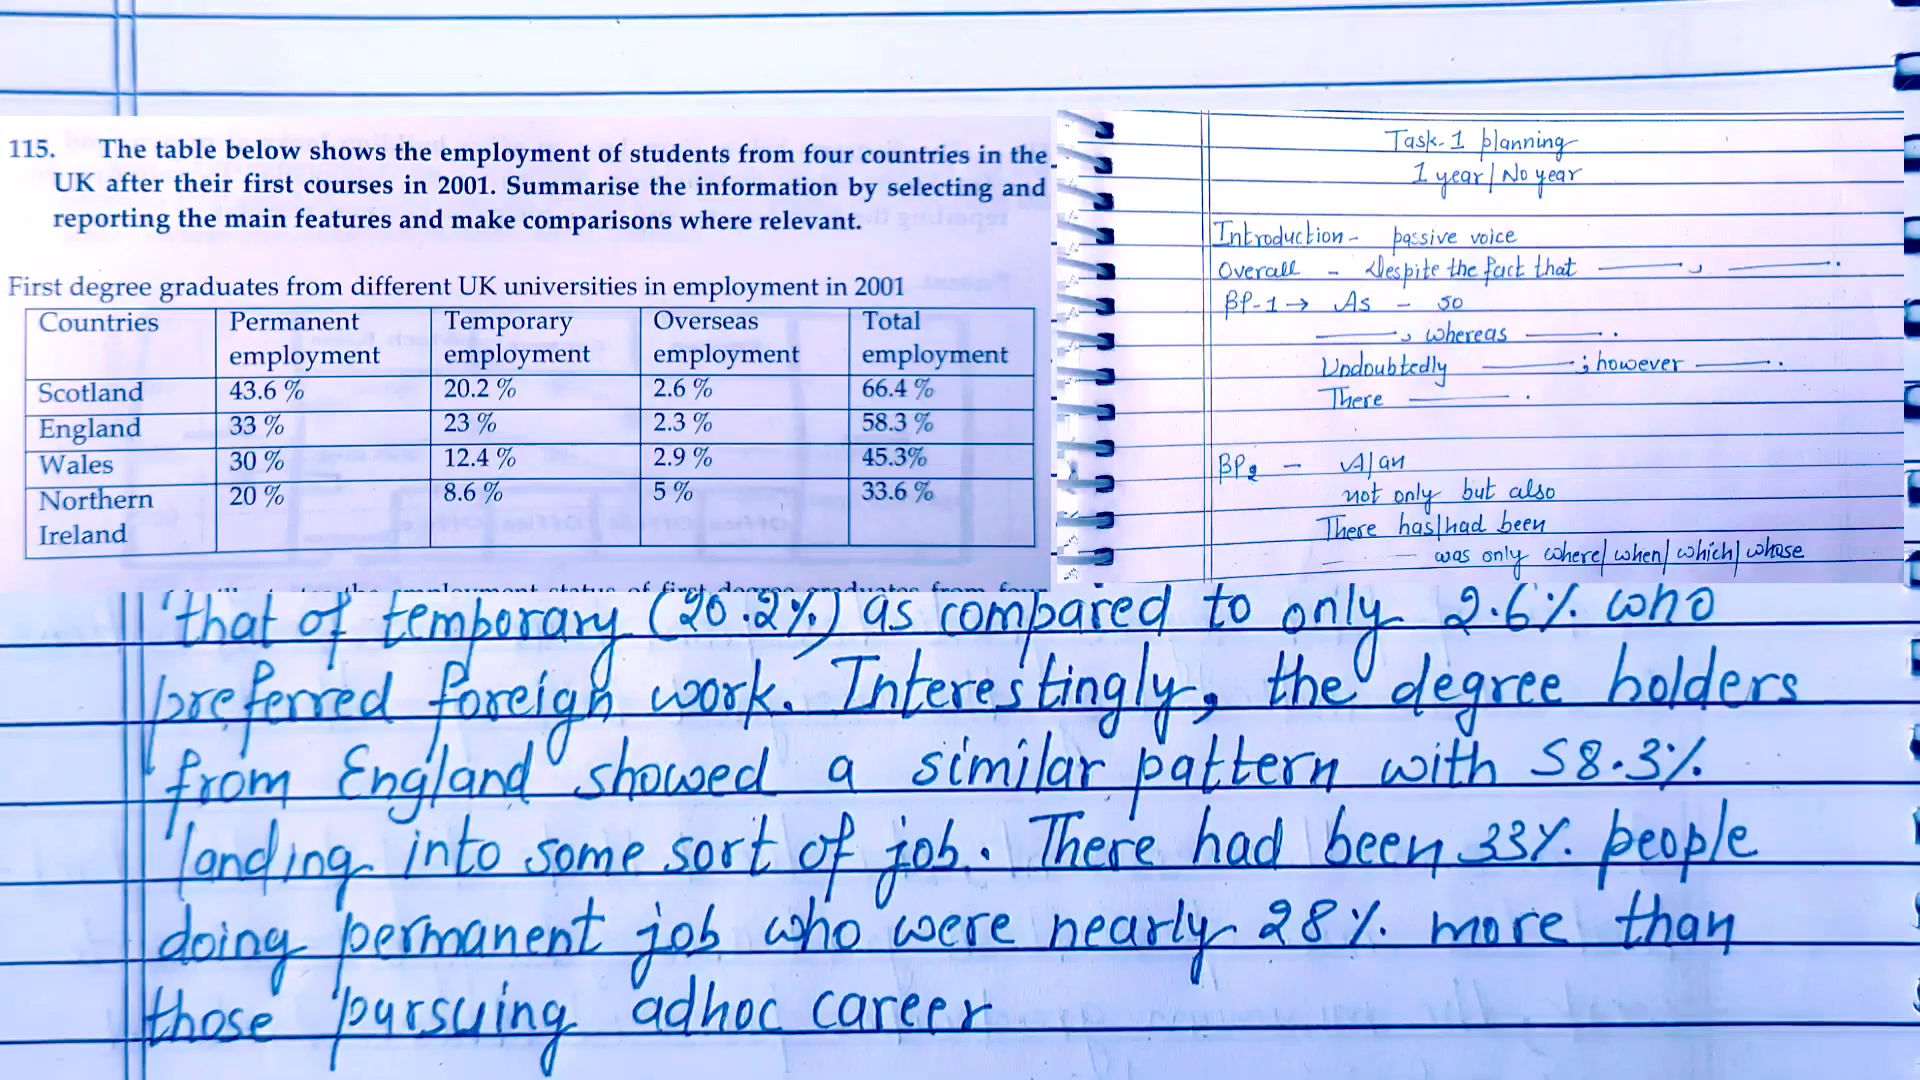 115. The table below shows the employment of students from four countries in the
UK after their first courses in 2001. Summarise the information by selecting and
reporting the main features and make comparisons where relevant.
First degree graduates from different UK universities in employment in 2001
Countries Permanent employment Temporary employment Overseas employment Total employment
Scotland 43.6 % 20.2 % 2.6 % 66.4 %
England 33 % 23 % 2.3 % 58.3 %
Wales 30 % 12.4 % 2.9 % 45.3%
Northern Ireland 20 % 8.6 % 5 % 33.6 %
Task-1 planning
1 year/No year
Introduction - passive voice
Overall - Despite the fact that ——, ——.
BP-1 → As - so
——, whereas ——.
Undoubtedly ——; however ——.
There ——.
BP2 - A/an
not only but also
There has/had been
— was only where/when/which/whose
the employment status of first degree graduates from four
that of temporary (20.2%) as compared to only 2.6% who
preferred foreign work. Interestingly, the degree holders
from England showed a similar pattern with 58.3%
landing into some sort of job. There had been 33% people
doing permanent job who were nearly 28% more than
those pursuing adhoc career